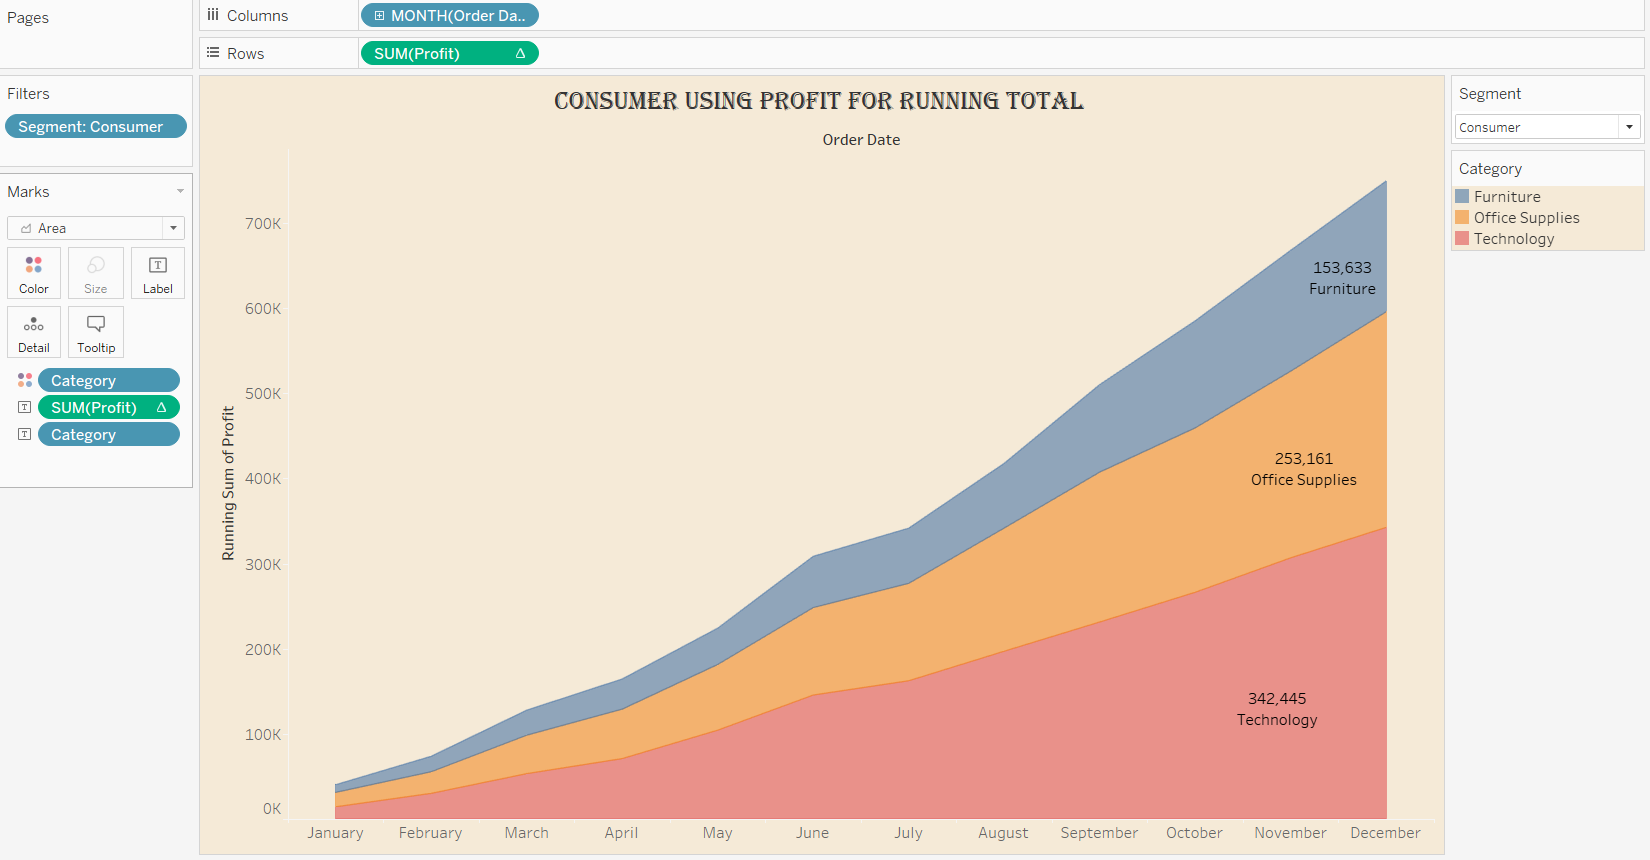 Pages
Columns
MONTH(Order Da..
Rows
SUM(Profit)
Filters
Segment: Consumer
Marks
Area
Color
Size
Label
Detail
Tooltip
Category
SUM(Profit)
Category
CONSUMER USING PROFIT FOR RUNNING TOTAL
Order Date
Running Sum of Profit
700K
600K
500K
400K
300K
200K
100K
0K
153,633
Furniture
253,161
Office Supplies
342,445
Technology
January February March April May June July August September October November December
Segment
Consumer
Category
Furniture
Office Supplies
Technology